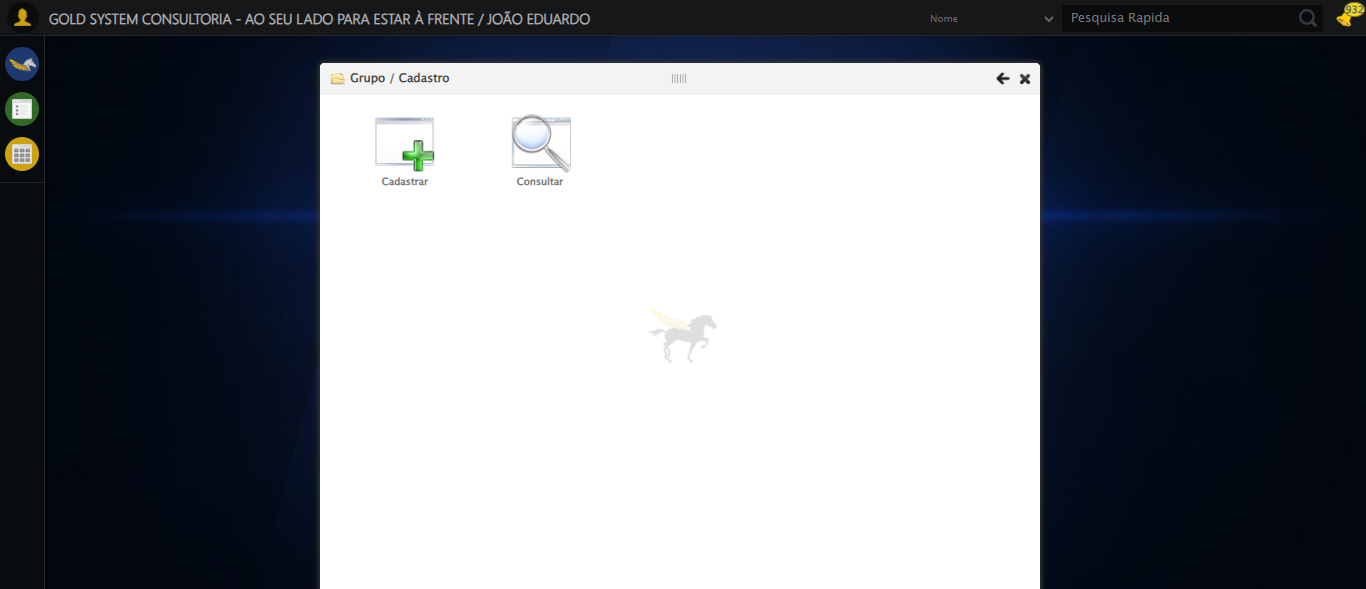 GOLD SYSTEM CONSULTORIA - AO SEU LADO PARA ESTAR À FRENTE / JOÃO EDUARDO
Nome
Pesquisa Rapida
932
Grupo / Cadastro
Cadastrar
Consultar